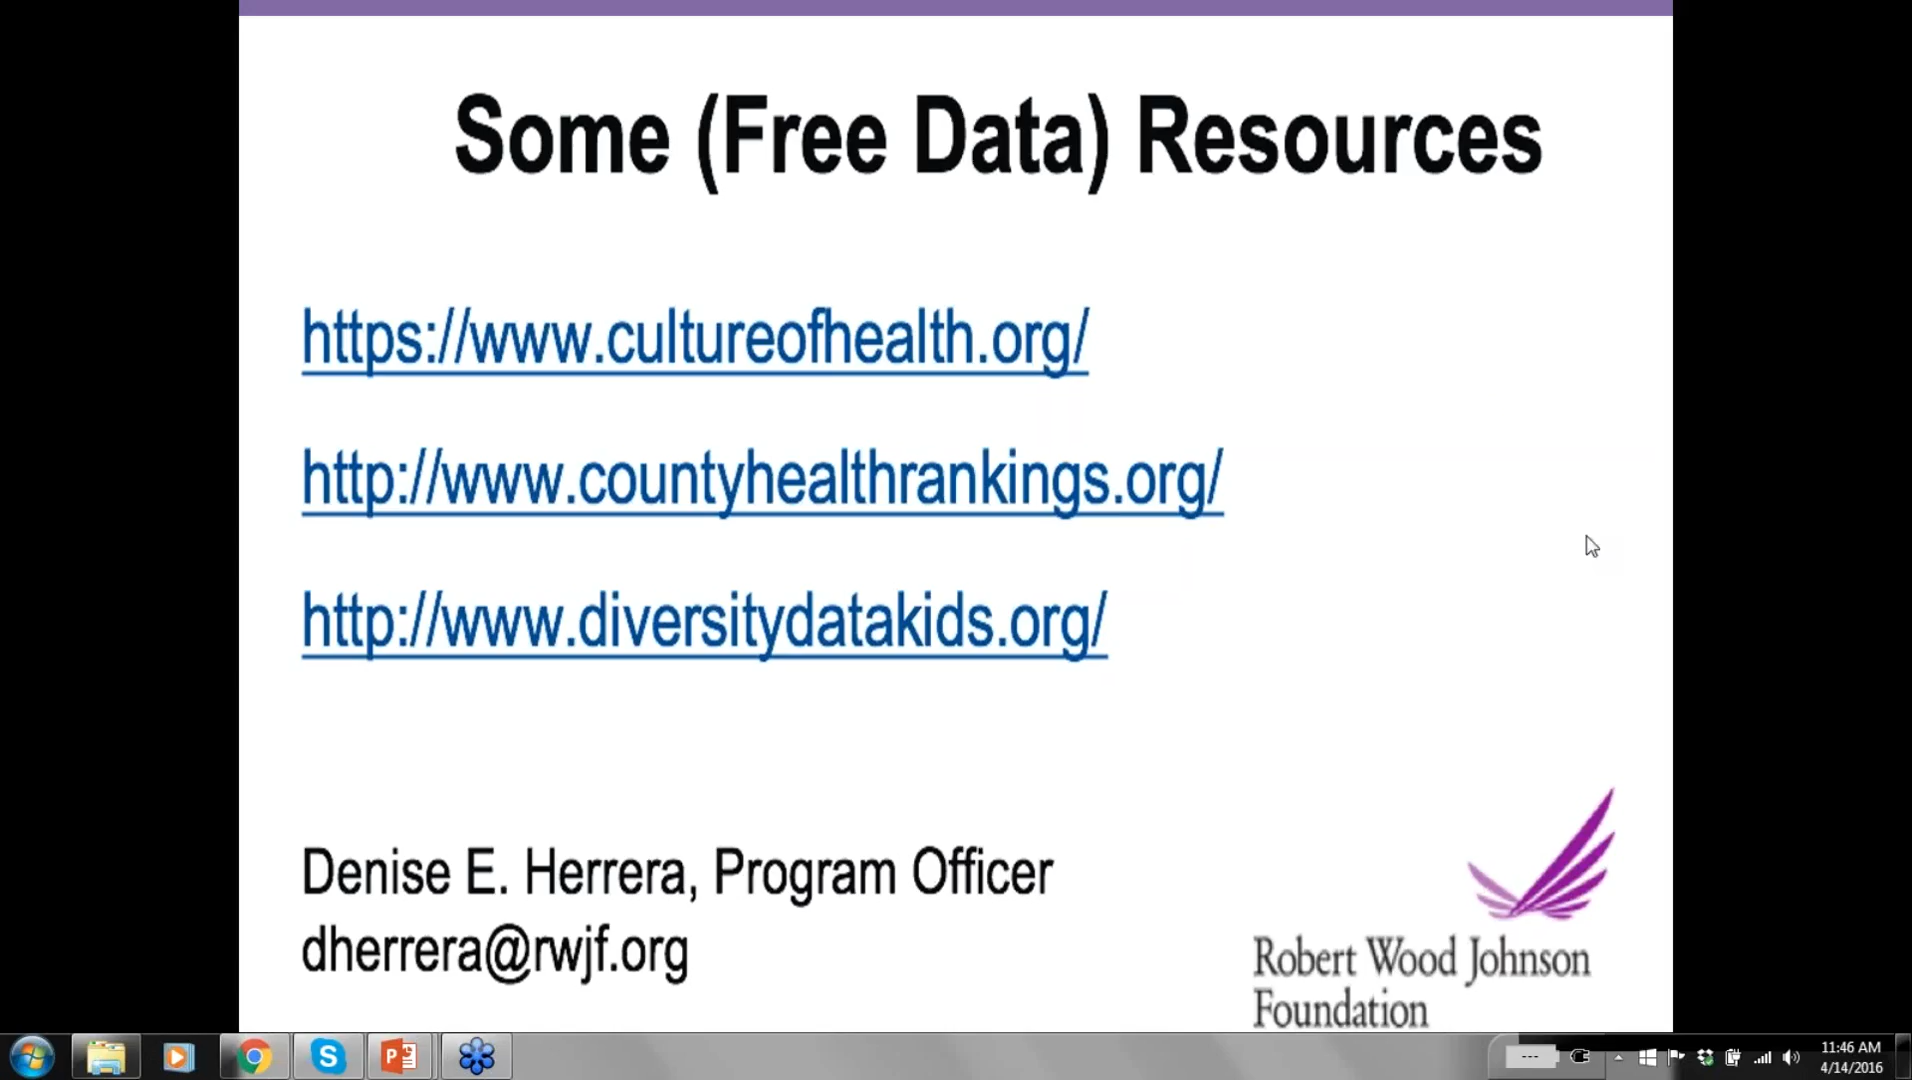 Some (Free Data) Resources
https://www.cultureofhealth.org/
http://www.countyhealthrankings.org/
http://www.diversitydatakids.org/
Denise E. Herrera, Program Officer
dherrera@rwjf.org
Robert Wood Johnson
Foundation
11:46 AM
4/14/2016